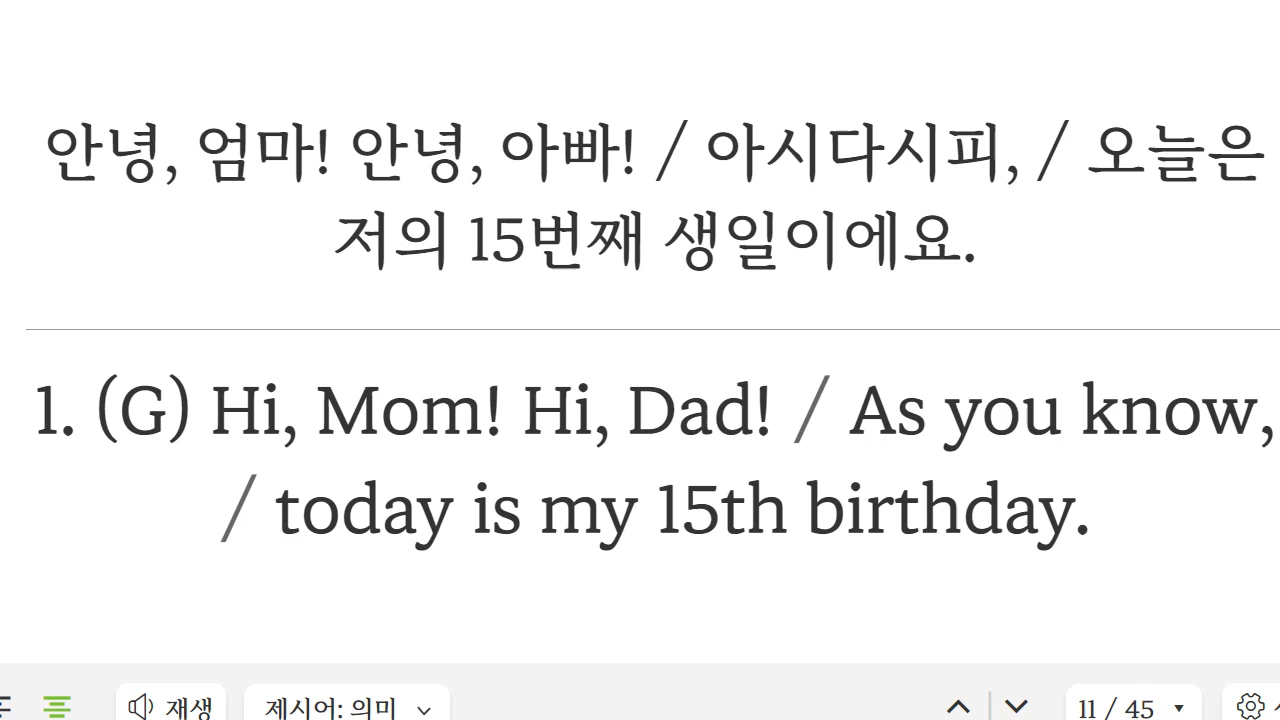 안녕, 엄마! 안녕, 아빠! / 아시다시피, / 오늘은
저의 15번째 생일이에요.
1. (G) Hi, Mom! Hi, Dad! / As you know,
/ today is my 15th birthday.
재생 제시어: 의미 11 / 45